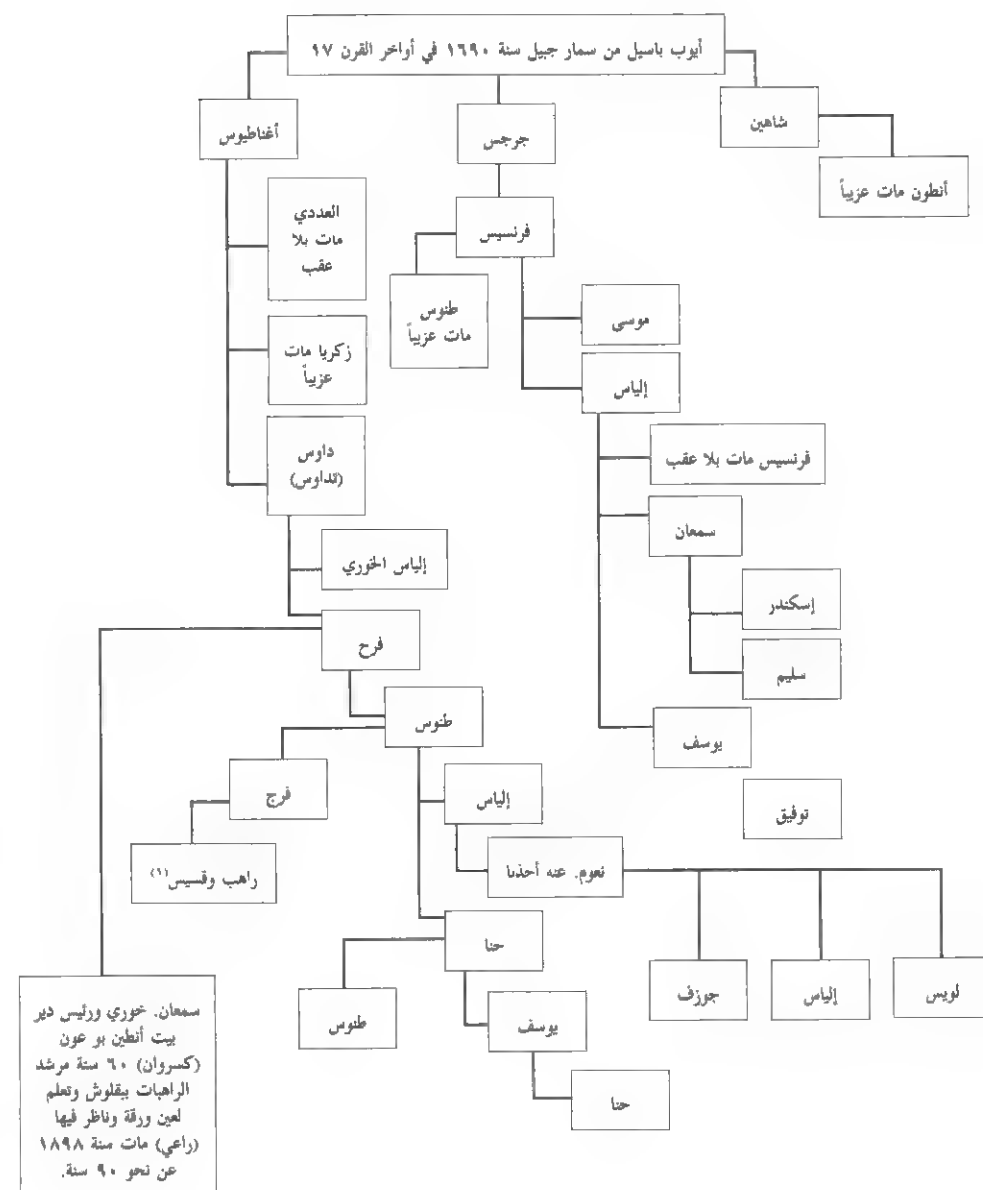 أيوب باسيل من سمار جبيل سنة ١٦٩٠ في أواخر القرن ١٧
شاهين
جرجس
أغناطيوس
أنطون مات عزيباً
العددي
مات بلا
عقب
فرنسيس
طنوس
مات عزيباً
موسى
زكريا مات
عزيباً
إلياس
داوس
(تداوس)
فرنسيس مات بلا عقب
سمعان
إلياس الخوري
إسكندر
فرح
سليم
طنوس
يوسف
فرج
إلياس
توفيق
راهب وقسيس(١)
نعوم. عنه أخذنا
حنا
لويس
إلياس
جوزف
طنوس
يوسف
حنا
سمعان. خوري ورئيس دير
بيت أنطين بو عون
(كسروان) ٦٠ سنة مرشد
الراهبات ببقلوش وتعلم
لعين ورقة وناظر فيها
(راعي) مات سنة ١٨٩٨
عن نحو ٩٠ سنة.